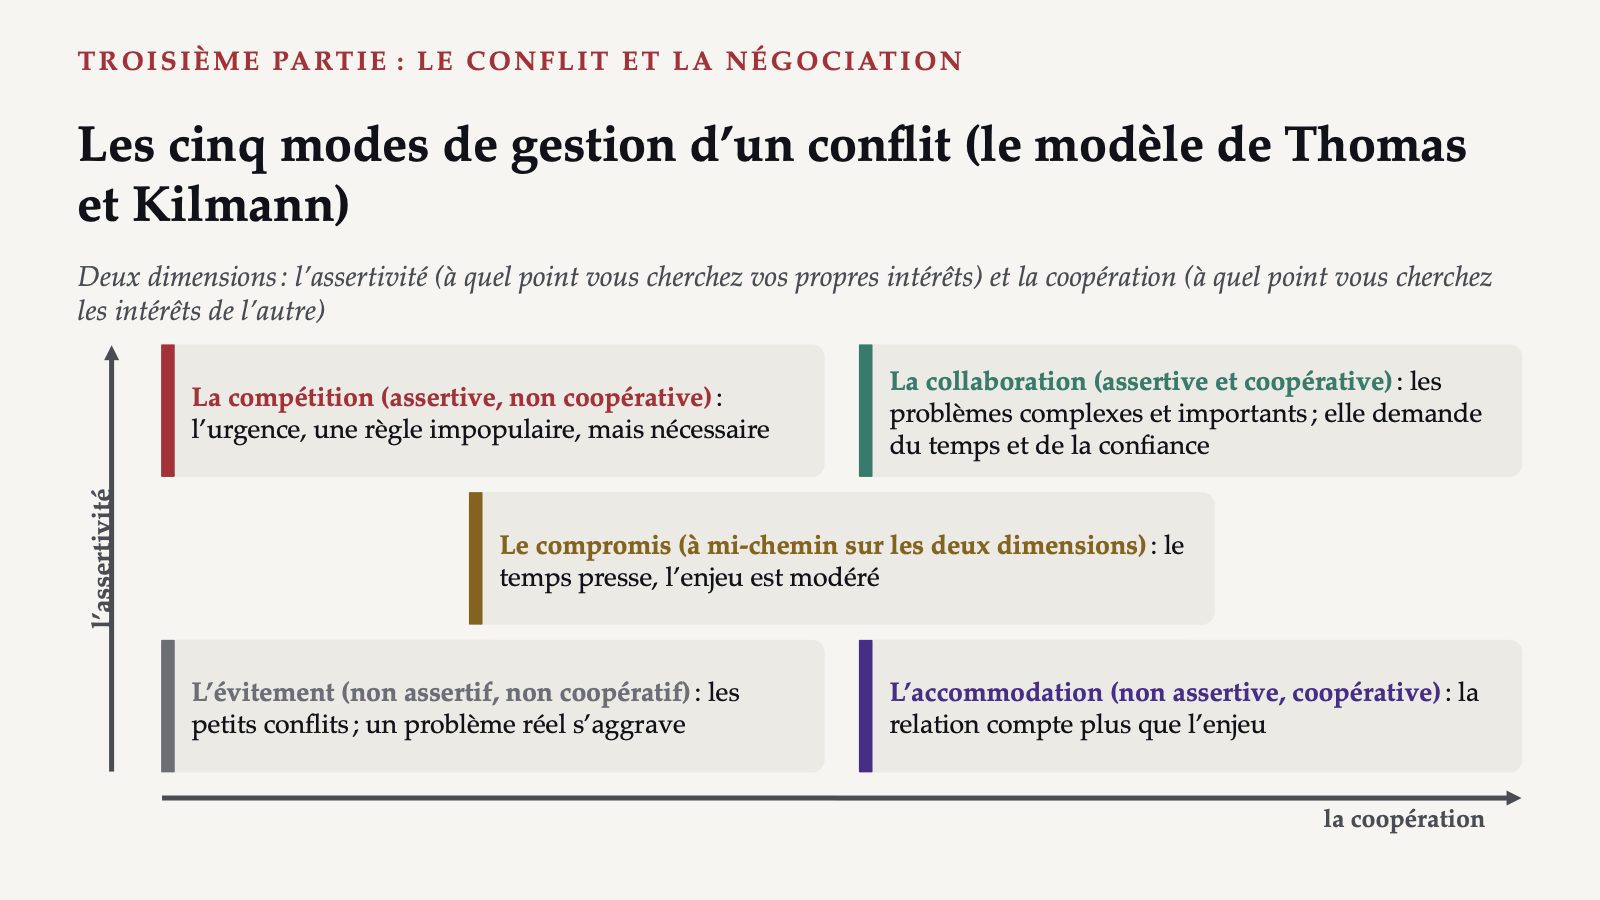 TROISIÈME PARTIE : LE CONFLIT ET LA NÉGOCIATION
Les cinq modes de gestion d’un conflit (le modèle de Thomas
et Kilmann)
Deux dimensions : l’assertivité (à quel point vous cherchez vos propres intérêts) et la coopération (à quel point vous cherchez
les intérêts de l’autre)
La compétition (assertive, non coopérative) :
l’urgence, une règle impopulaire, mais nécessaire
La collaboration (assertive et coopérative) : les
problèmes complexes et importants ; elle demande
du temps et de la confiance
l’assertivité
Le compromis (à mi-chemin sur les deux dimensions) : le
temps presse, l’enjeu est modéré
L’évitement (non assertif, non coopératif) : les
petits conflits ; un problème réel s’aggrave
L’accommodation (non assertive, coopérative) : la
relation compte plus que l’enjeu
la coopération